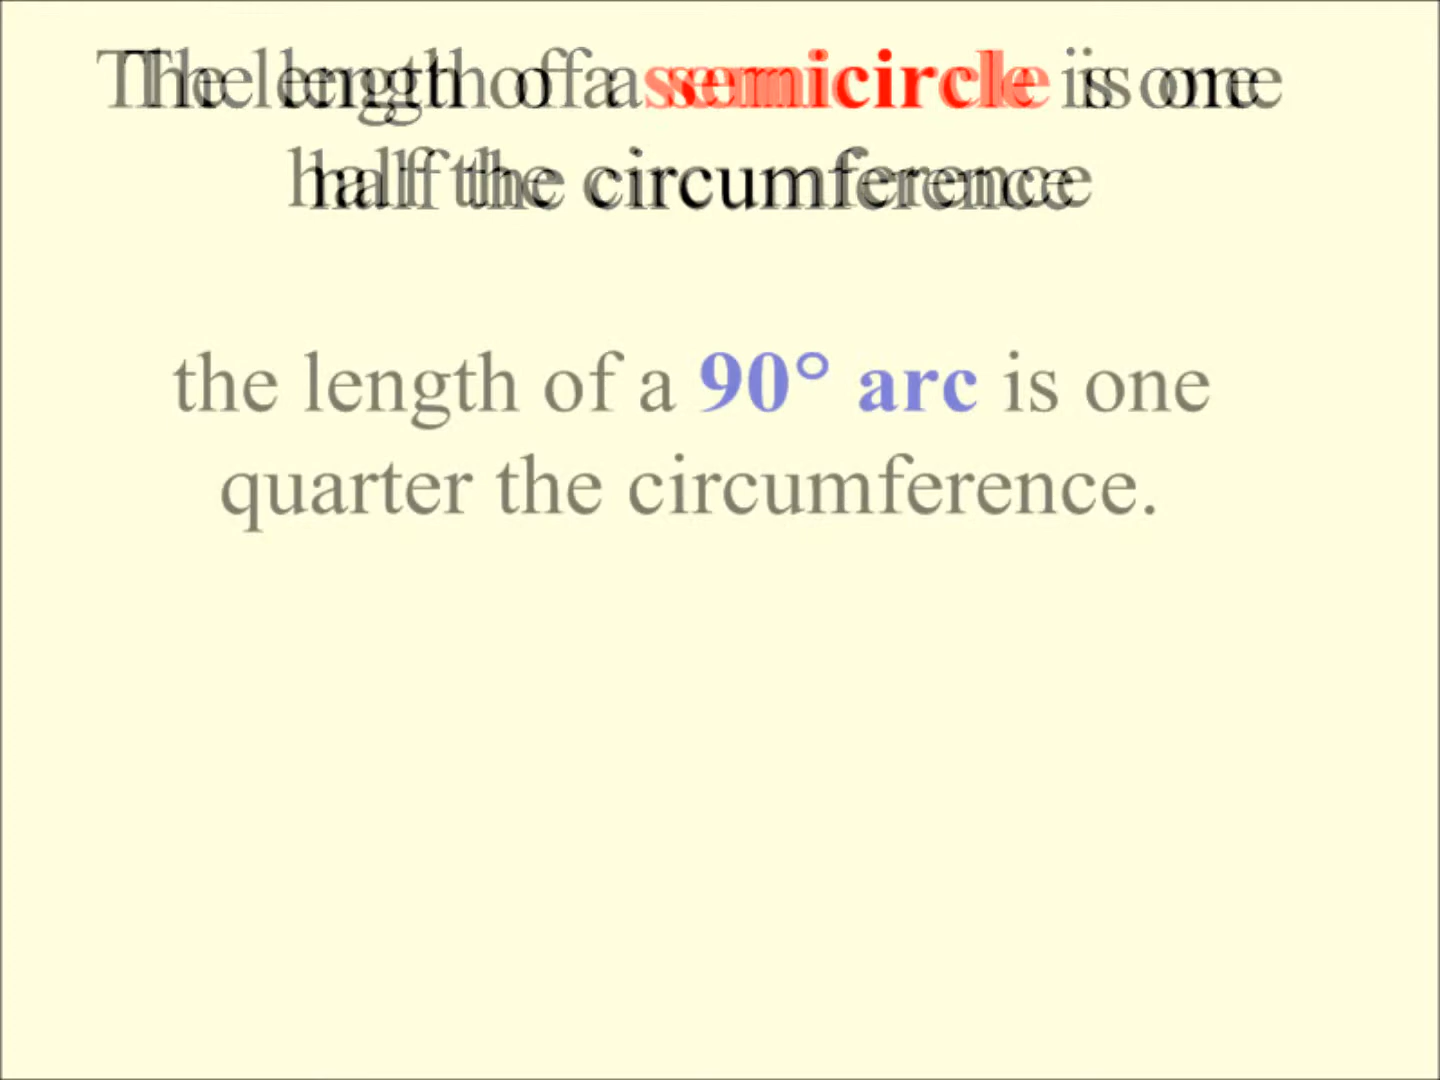 The length of a semicircle is one
half the circumference
the length of a 90° arc is one
quarter the circumference.